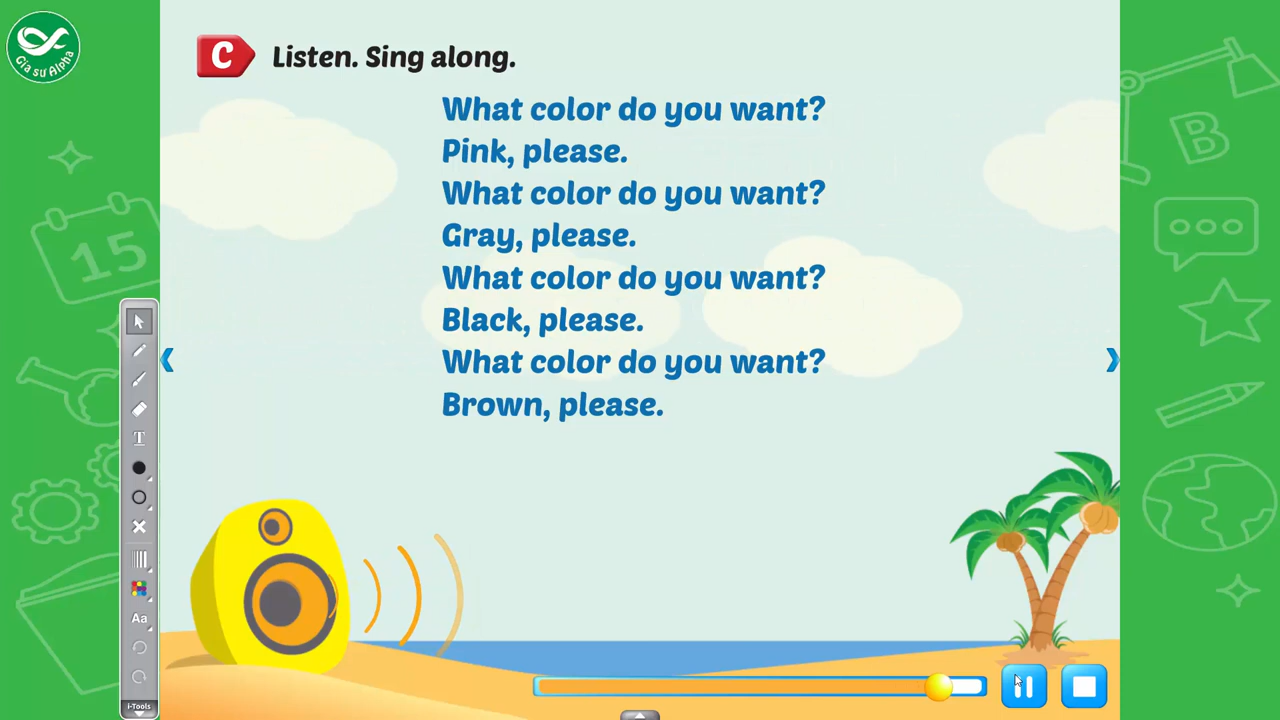 Gia sư Alpha
C Listen. Sing along.
What color do you want?
Pink, please.
What color do you want?
Gray, please.
What color do you want?
Black, please.
What color do you want?
Brown, please.
15
B
T
Aa
i-Tools